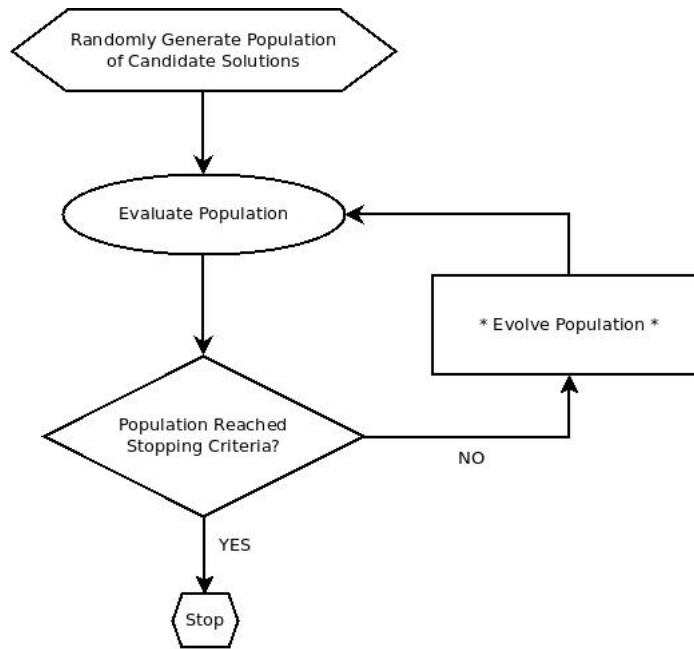 Randomly Generate Population
of Candidate Solutions
Evaluate Population
* Evolve Population *
Population Reached
Stopping Criteria?
NO
YES
Stop